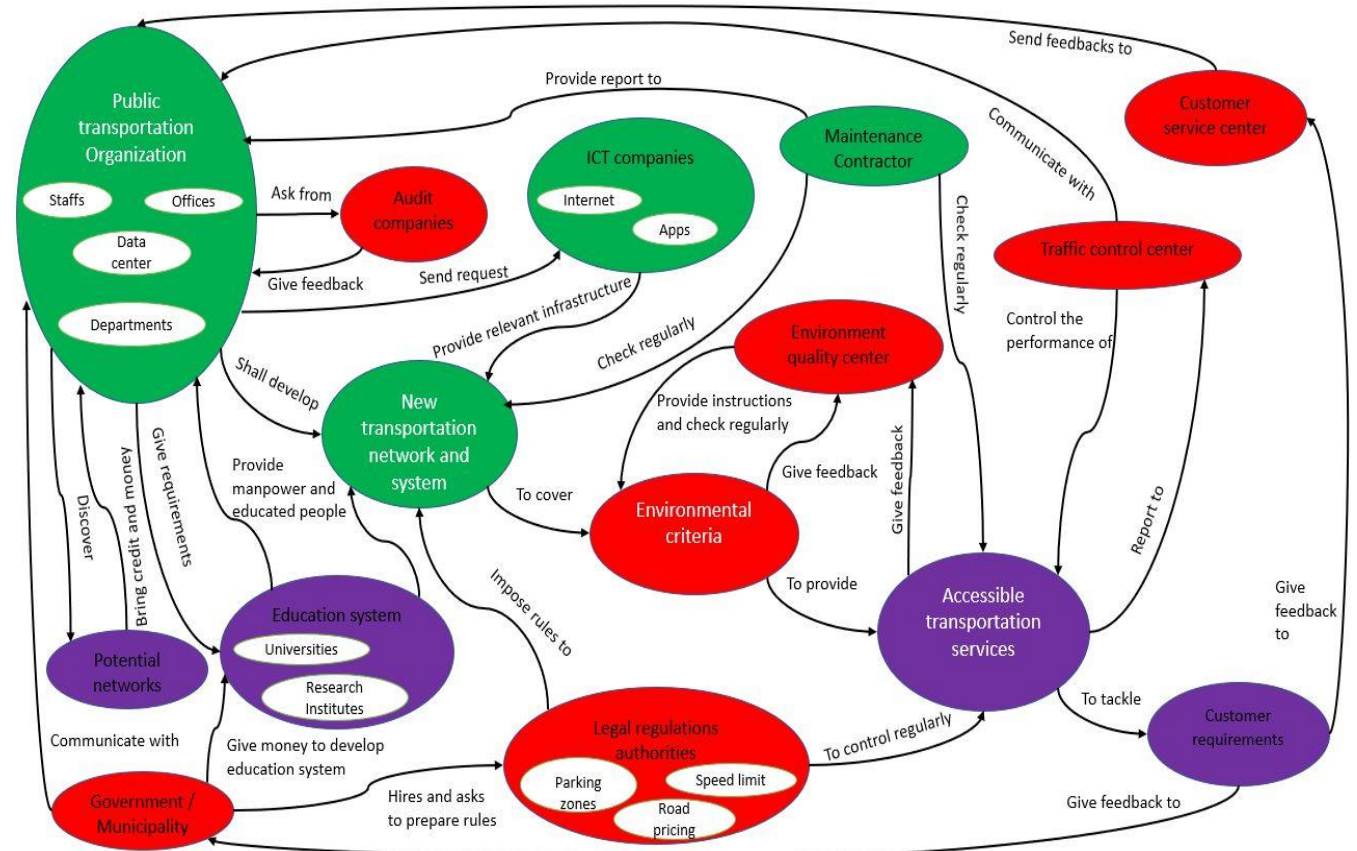 Send feedbacks to
Public
transportation
Organization
Staffs
Offices
Data
center
Departments
Provide report to
Customer
service center
Maintenance
Contractor
ICT companies
Internet
Apps
Communicate with
Ask from
Audit
companies
Give feedback
Send request
Check regularly
Traffic control center
Provide relevant infrastructure
Check regularly
Environment
quality center
Control the
performance of
Shall develop
New
transportation
network and
system
Provide instructions
and check regularly
Give feedback
Give feedback
Discover
Bring credit and money
Give requirements
Provide
manpower and
educated people
To cover
Environmental
criteria
To provide
Report to
Accessible
transportation
services
Give
feedback
to
Impose rules to
Education system
Universities
Research
Institutes
Potential
networks
Communicate with
Give money to develop
education system
Legal regulations
authorities
Parking
zones
Speed limit
Road
pricing
To control regularly
To tackle
Customer
requirements
Government /
Municipality
Hires and asks
to prepare rules
Give feedback to